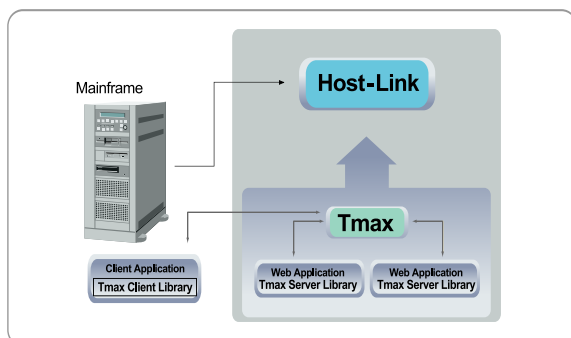 Mainframe
Host-Link
Tmax
Client Application
Tmax Client Library
Web Application
Tmax Server Library
Web Application
Tmax Server Library